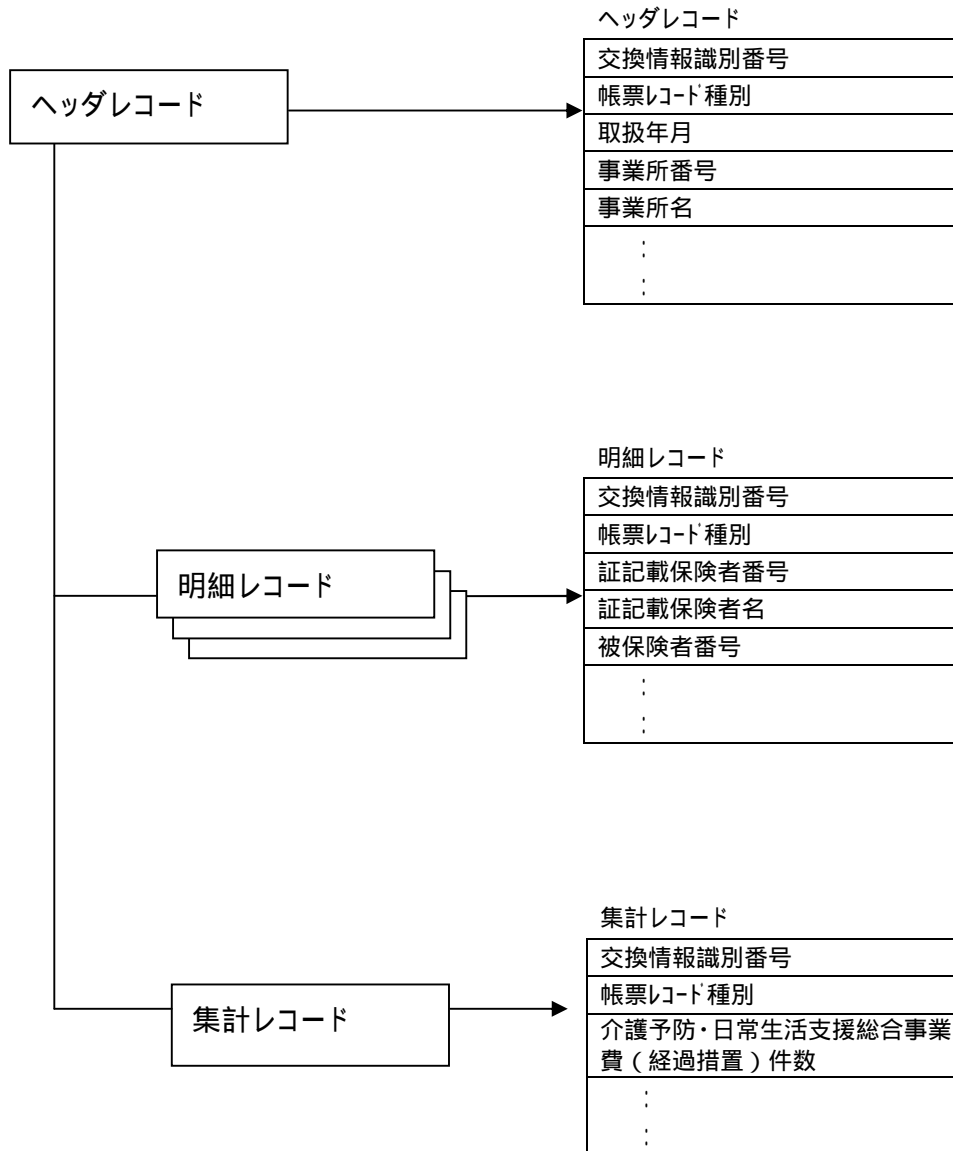 ヘッダレコード
ヘッダレコード
交換情報識別番号
帳票ﾚｺｰﾄﾞ種別
取扱年月
事業所番号
事業所名
:
:
明細レコード
明細レコード
交換情報識別番号
帳票ﾚｺｰﾄﾞ種別
証記載保険者番号
証記載保険者名
被保険者番号
:
:
集計レコード
集計レコード
交換情報識別番号
帳票ﾚｺｰﾄﾞ種別
介護予防・日常生活支援総合事業
費（経過措置）件数
:
: